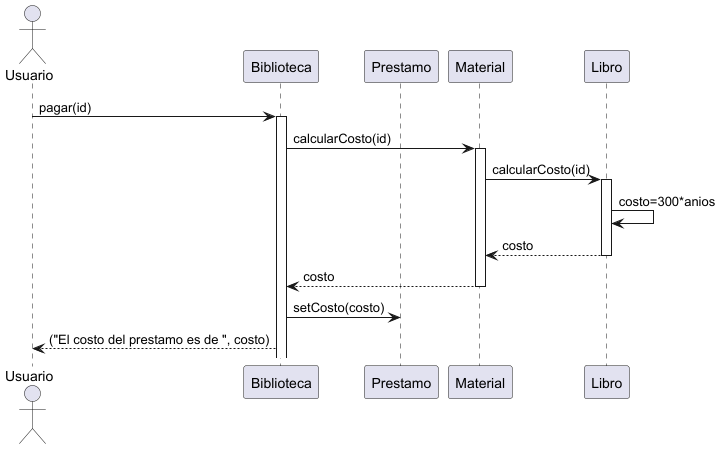 Usuario
Biblioteca
Prestamo
Material
Libro
pagar(id)
calcularCosto(id)
calcularCosto(id)
costo=300*anios
costo
costo
setCosto(costo)
("El costo del prestamo es de ", costo)
Usuario
Biblioteca
Prestamo
Material
Libro